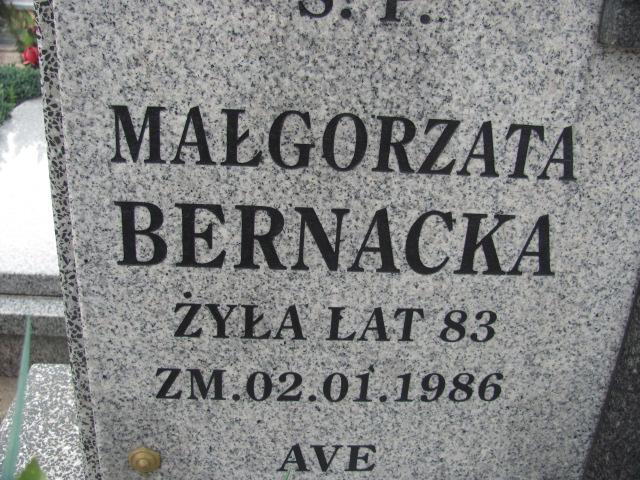 Ś. P.
MAŁGORZATA
BERNACKA
ŻYŁA LAT 83
ZM.02.01.1986
AVE